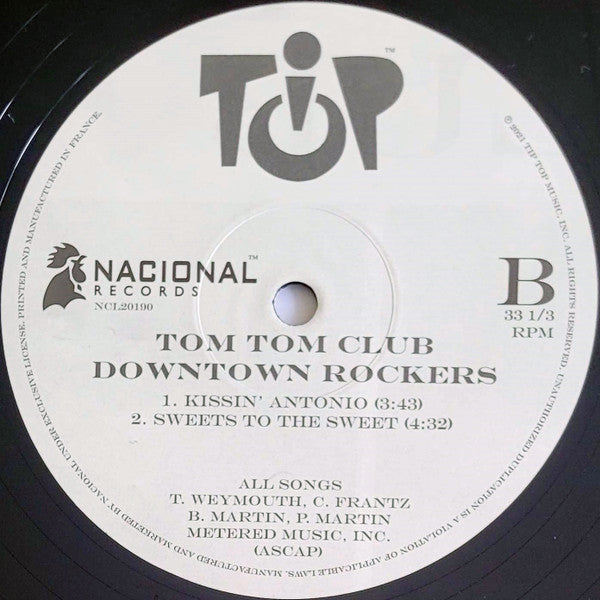 TiP TOP ™
NACIONAL™
RECORDS
NCL20190
B
33 1/3
RPM
TOM TOM CLUB
DOWNTOWN ROCKERS
1. KISSIN' ANTONIO (3:43)
2. SWEETS TO THE SWEET (4:32)
ALL SONGS
T. WEYMOUTH, C. FRANTZ
B. MARTIN, P. MARTIN
METERED MUSIC, INC.
(ASCAP)
℗ 2021 TIP TOP MUSIC, INC. ALL RIGHTS RESERVED. UNAUTHORIZED DUPLICATION IS A VIOLATION OF APPLICABLE LAWS. MANUFACTURED AND MARKETED BY NACIONAL UNDER EXCLUSIVE LICENSE. PRINTED AND MANUFACTURED IN FRANCE.